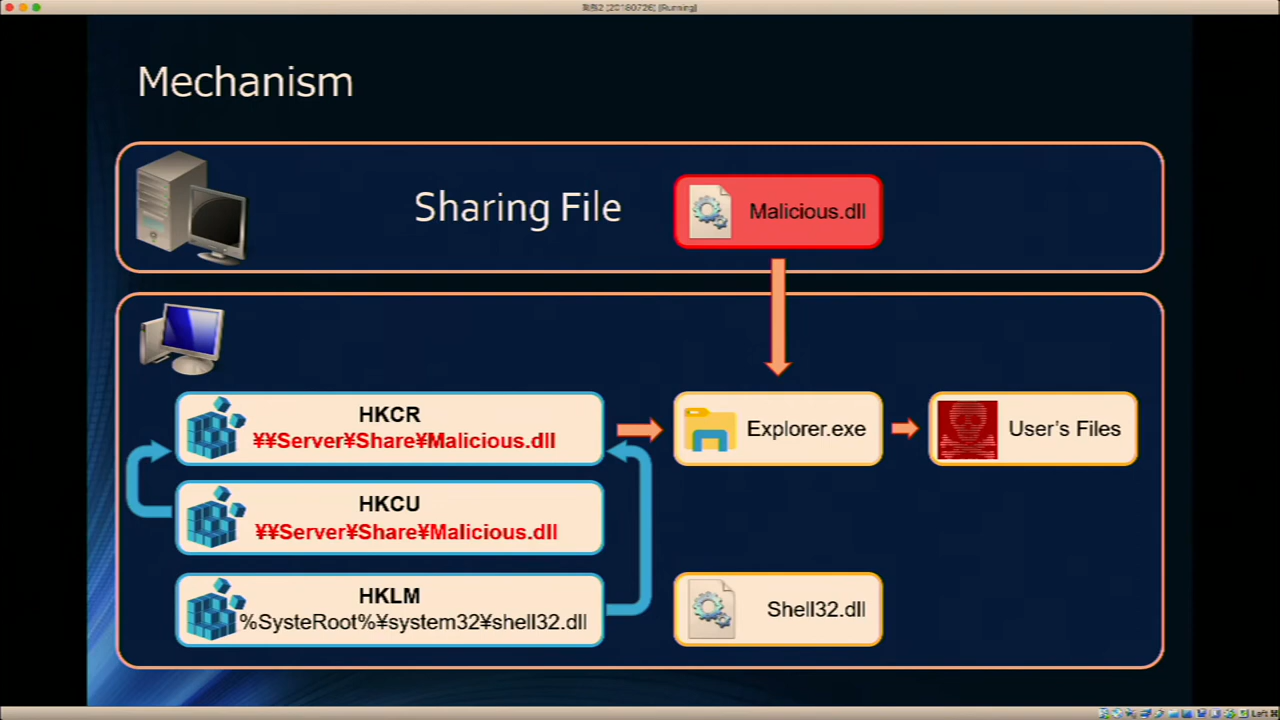 Mechanism
Sharing File
Malicious.dll
HKCR
¥¥Server¥Share¥Malicious.dll
Explorer.exe
User's Files
HKCU
¥¥Server¥Share¥Malicious.dll
HKLM
%SysteRoot%¥system32¥shell32.dll
Shell32.dll
Left ⌘